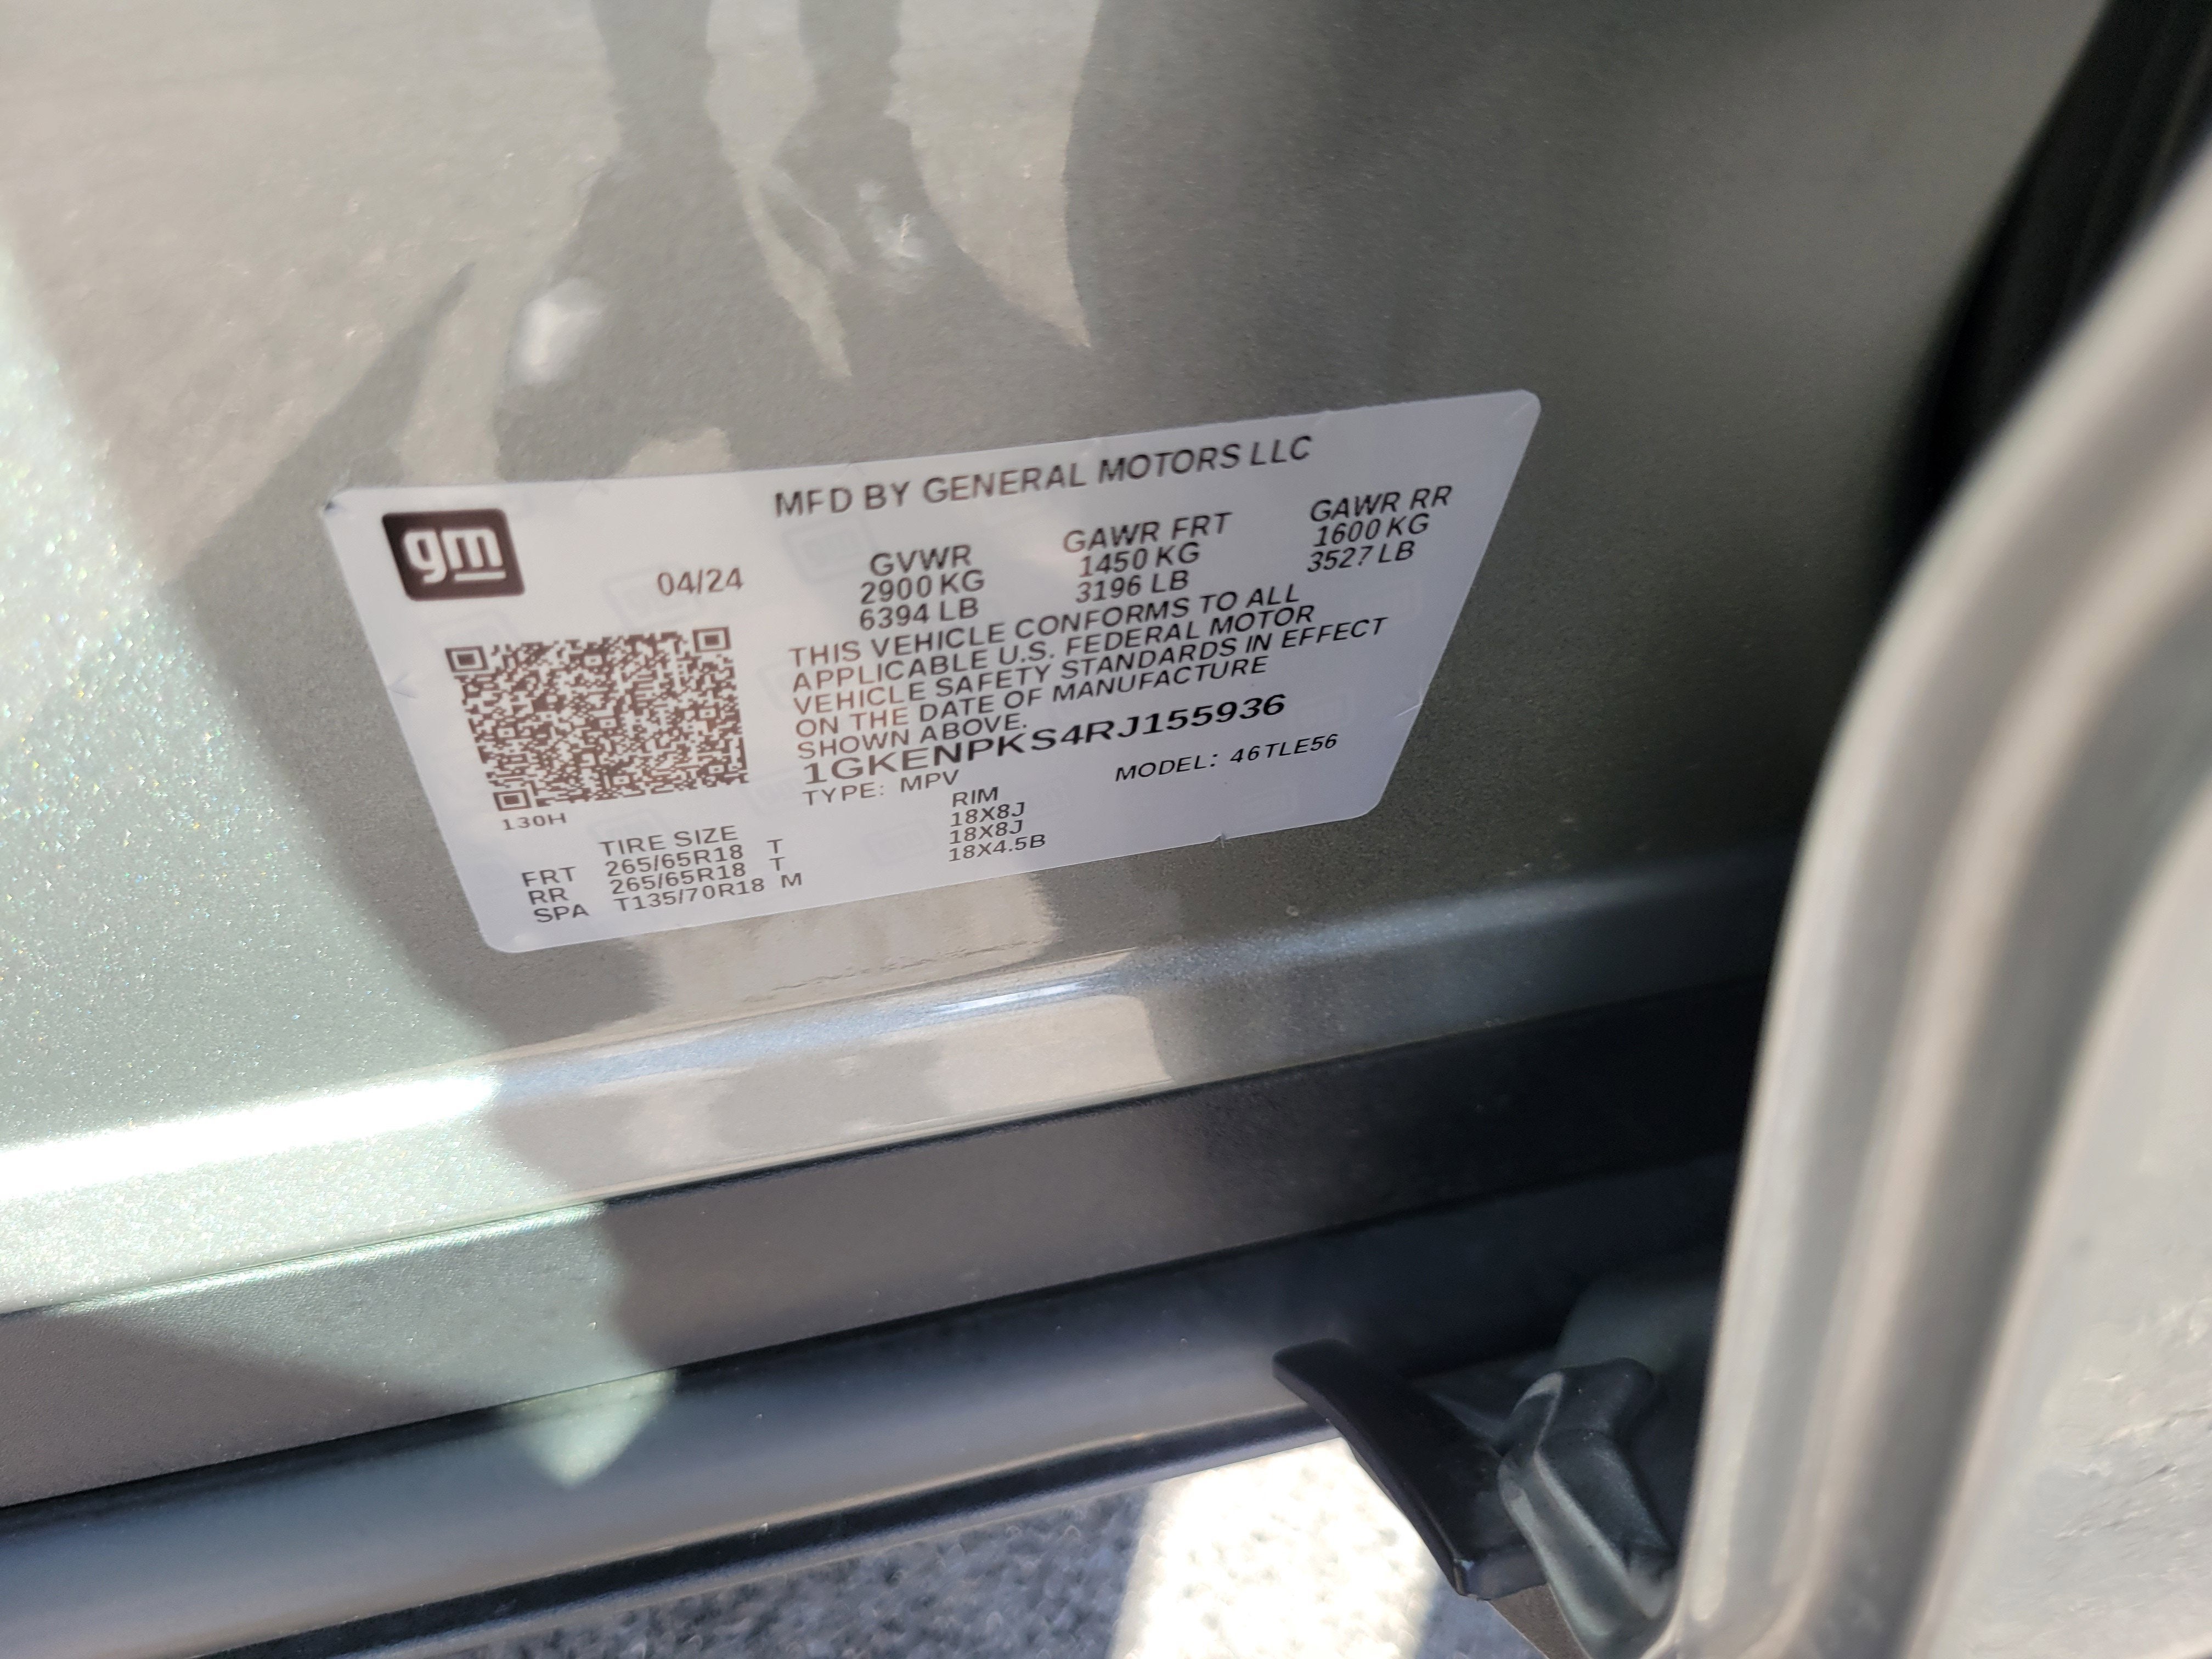 gm
MFD BY GENERAL MOTORS LLC
04/24
GVWR GAWR FRT GAWR RR
2900 KG 1450 KG 1600 KG
6394 LB 3196 LB 3527 LB
THIS VEHICLE CONFORMS TO ALL
APPLICABLE U.S. FEDERAL MOTOR
VEHICLE SAFETY STANDARDS IN EFFECT
ON THE DATE OF MANUFACTURE
SHOWN ABOVE.
1GKENPKS4RJ155936
TYPE: MPV MODEL: 46TLE56
130H
TIRE SIZE RIM
FRT 265/65R18 T 18X8J
RR 265/65R18 T 18X8J
SPA T135/70R18 M 18X4.5B